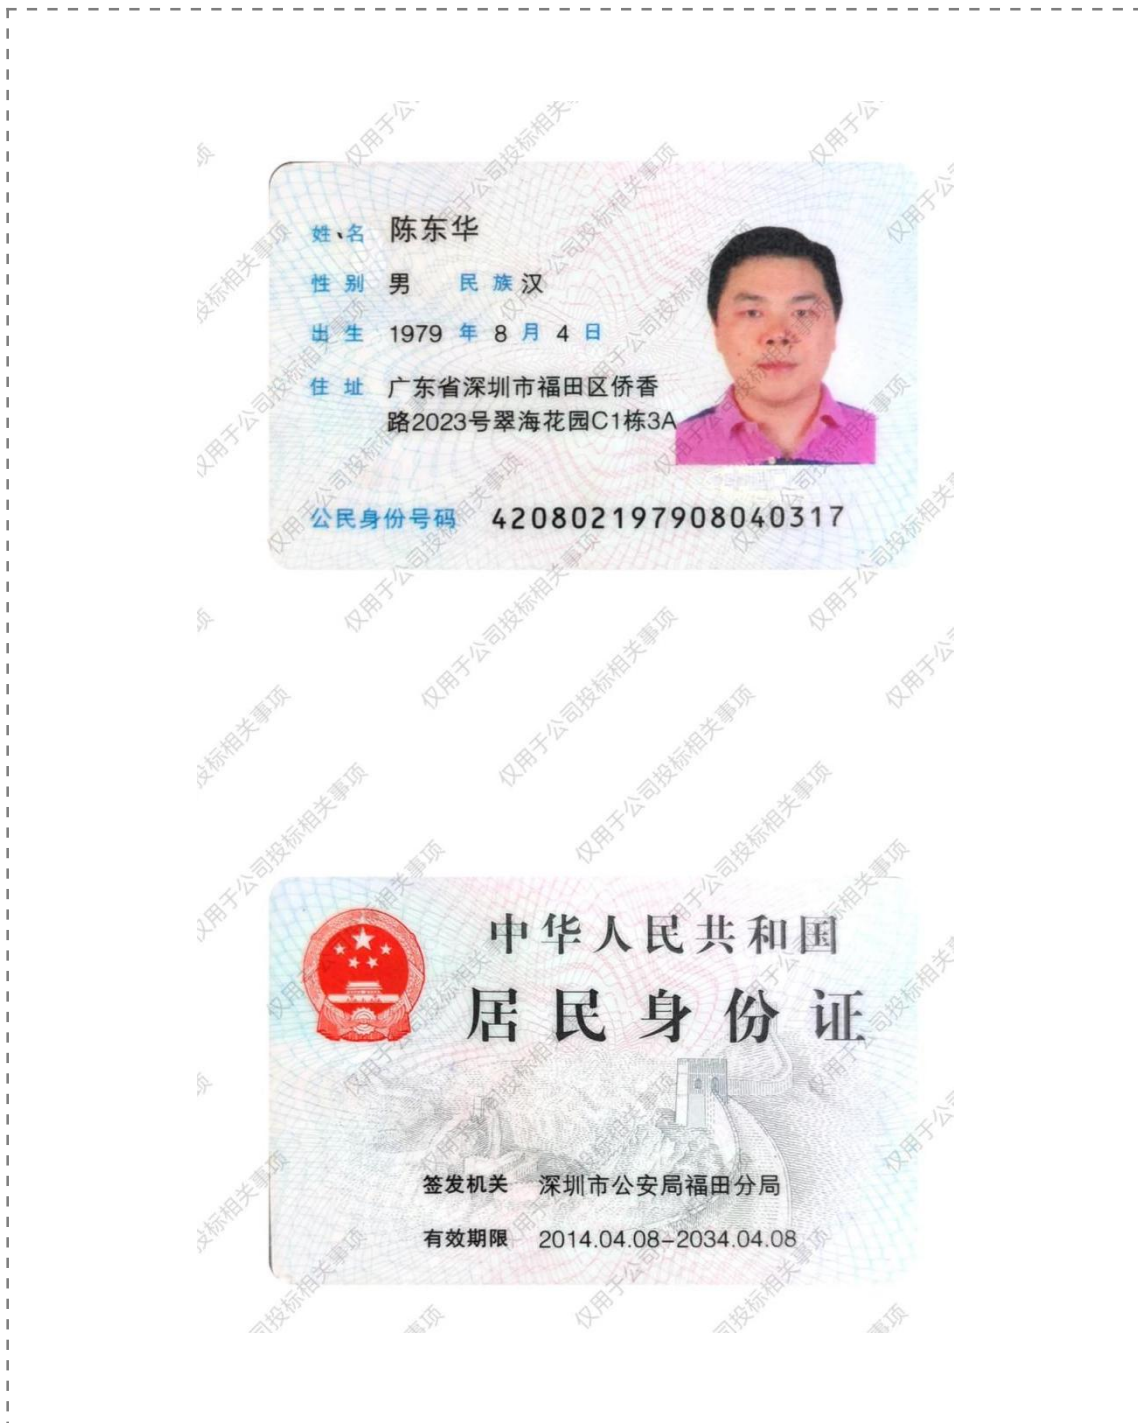 姓名 陈东华
性别 男 民族 汉
出生 1979 年 8 月 4 日
住址 广东省深圳市福田区侨香
路2023号翠海花园C1栋3A
公民身份号码 420802197908040317
中华人民共和国
居民身份证
签发机关 深圳市公安局福田分局
有效期限 2014.04.08-2034.04.08
仅用于公司投标相关事项